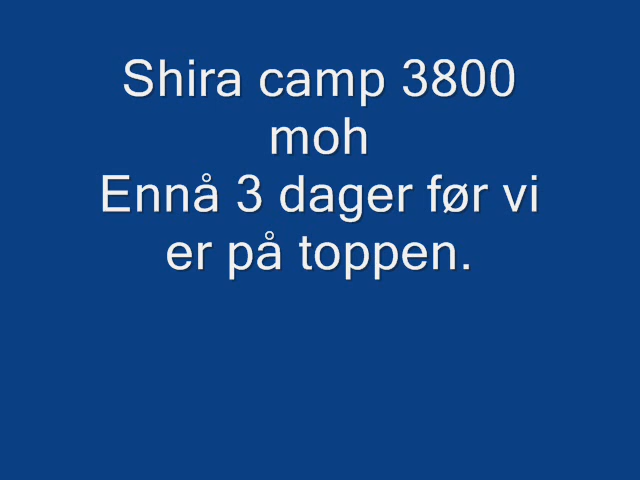 Shira camp 3800
moh
Ennå 3 dager før vi
er på toppen.